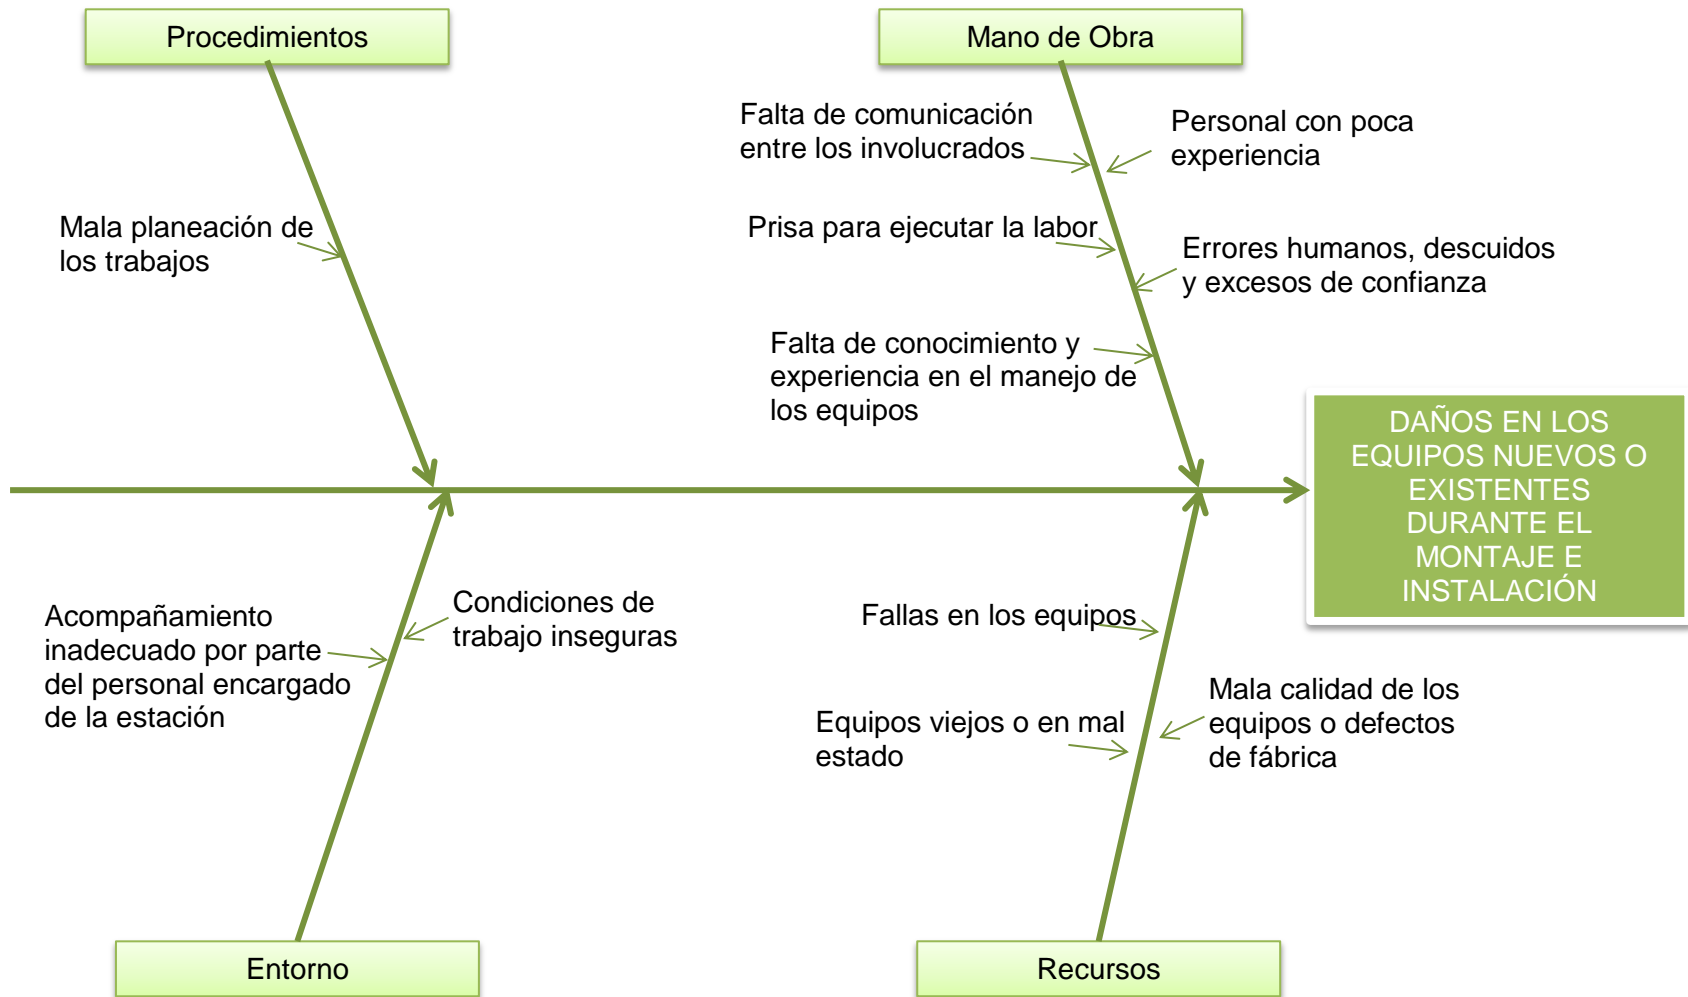 Procedimientos
Mano de Obra
Falta de comunicación
entre los involucrados
Personal con poca
experiencia
Mala planeación de
los trabajos
Prisa para ejecutar la labor
Errores humanos, descuidos
y excesos de confianza
Falta de conocimiento y
experiencia en el manejo de
los equipos
DAÑOS EN LOS
EQUIPOS NUEVOS O
EXISTENTES
DURANTE EL
MONTAJE E
INSTALACIÓN
Acompañamiento
inadecuado por parte
del personal encargado
de la estación
Condiciones de
trabajo inseguras
Fallas en los equipos
Equipos viejos o en mal
estado
Mala calidad de los
equipos o defectos
de fábrica
Entorno
Recursos